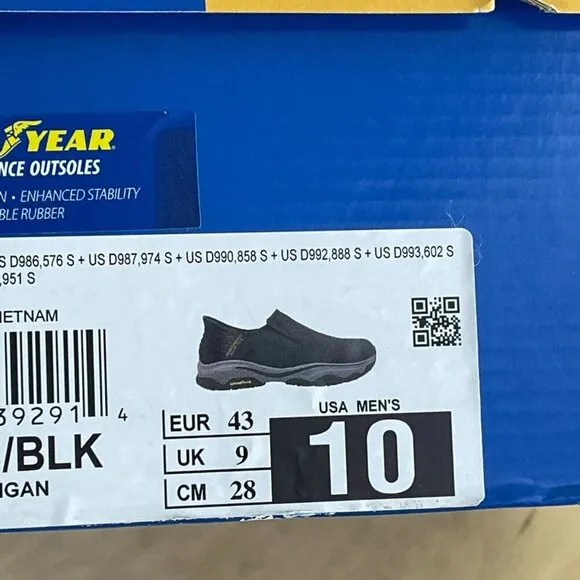 YEAR
NCE OUTSOLES
N • ENHANCED STABILITY
BLE RUBBER
S D986,576 S + US D987,974 S + US D990,858 S + US D992,888 S + US D993,602 S
,951 S
IETNAM
39291 4
/BLK
IGAN
EUR 43
UK 9
CM 28
USA MEN'S
10